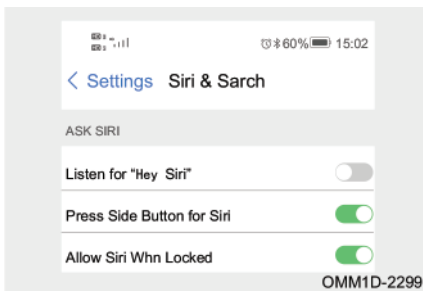 60% 15:02
Settings Siri & Sarch
ASK SIRI
Listen for "Hey Siri"
Press Side Button for Siri
Allow Siri Whn Locked
OMM1D-2299